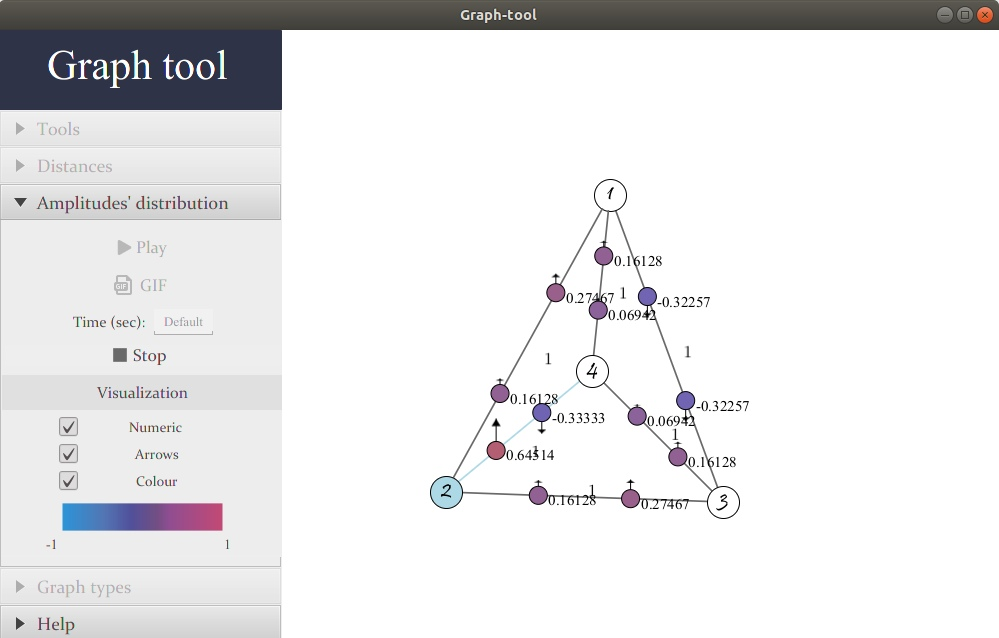 Graph-tool
Graph tool
Tools
Distances
Amplitudes' distribution
Play
GIF
GIF
Time (sec): Default
Stop
Visualization
Numeric
Arrows
Colour
-1 1
Graph types
Help
1
0.16128
0.27467 1 -0.32257
0.06942
1 1
4
0.16128 -0.32257
-0.33333 0.06942
1
0.64514 1 0.16128
2 0.16128 1 0.27467 3